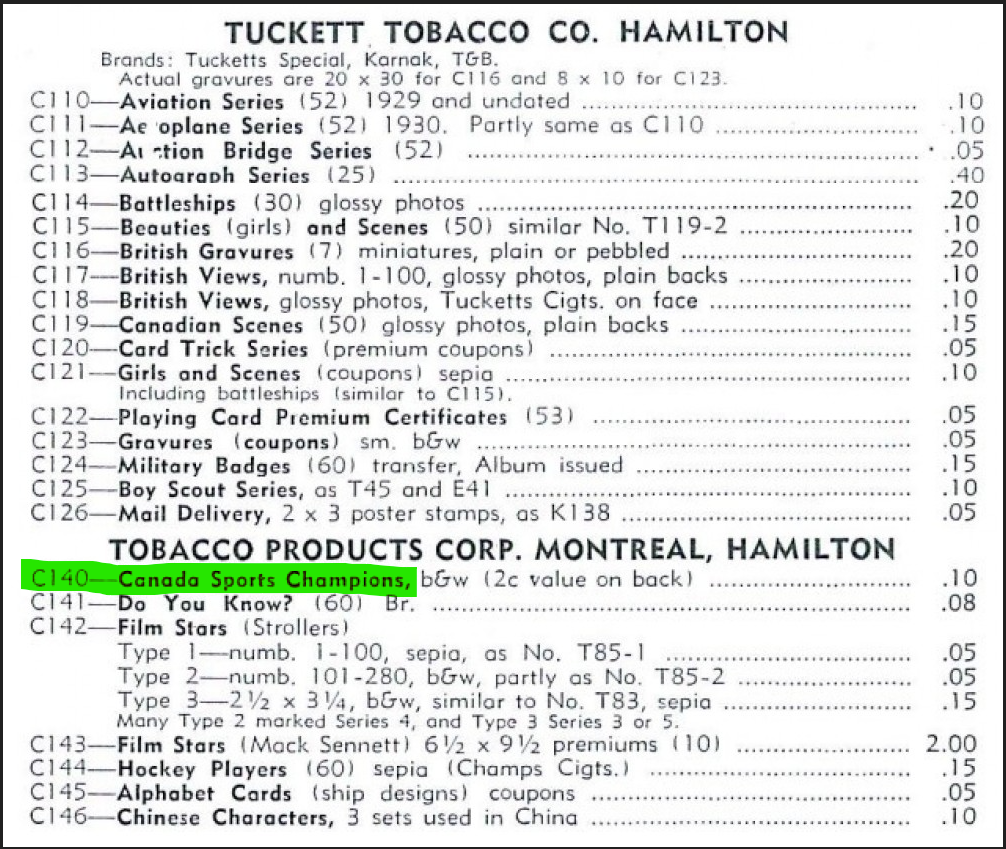 TUCKETT TOBACCO CO. HAMILTON
Brands: Tucketts Special, Karnak, T&B.
Actual gravures are 20 x 30 for C116 and 8 x 10 for C123.
C110—Aviation Series (52) 1929 and undated .10
C111—Ae oplane Series (52) 1930. Partly same as C110 .10
C112—Au tion Bridge Series (52) .05
C113—Autograph Series (25) .40
C114—Battleships (30) glossy photos .20
C115—Beauties (girls) and Scenes (50) similar No. T119-2 .10
C116—British Gravures (7) miniatures, plain or pebbled .20
C117—British Views, numb. 1-100, glossy photos, plain backs .10
C118—British Views, glossy photos, Tucketts Cigts. on face .10
C119—Canadian Scenes (50) glossy photos, plain backs .15
C120—Card Trick Series (premium coupons) .05
C121—Girls and Scenes (coupons) sepia .10
Including battleships (similar to C115).
C122—Playing Card Premium Certificates (53) .05
C123—Gravures (coupons) sm. b&w .05
C124—Military Badges (60) transfer, Album issued .15
C125—Boy Scout Series, as T45 and E41 .10
C126—Mail Delivery, 2 x 3 poster stamps, as K138 .05
TOBACCO PRODUCTS CORP. MONTREAL, HAMILTON
C140—Canada Sports Champions, b&w (2c value on back) .10
C141—Do You Know? (60) Br. .08
C142—Film Stars (Strollers)
Type 1—numb. 1-100, sepia, as No. T85-1 .05
Type 2—numb. 101-280, b&w, partly as No. T85-2 .05
Type 3—2½ x 3¼, b&w, similar to No. T83, sepia .15
Many Type 2 marked Series 4, and Type 3 Series 3 or 5.
C143—Film Stars (Mack Sennett) 6½ x 9½ premiums (10) 2.00
C144—Hockey Players (60) sepia (Champs Cigts.) .15
C145—Alphabet Cards (ship designs) coupons .05
C146—Chinese Characters, 3 sets used in China .10